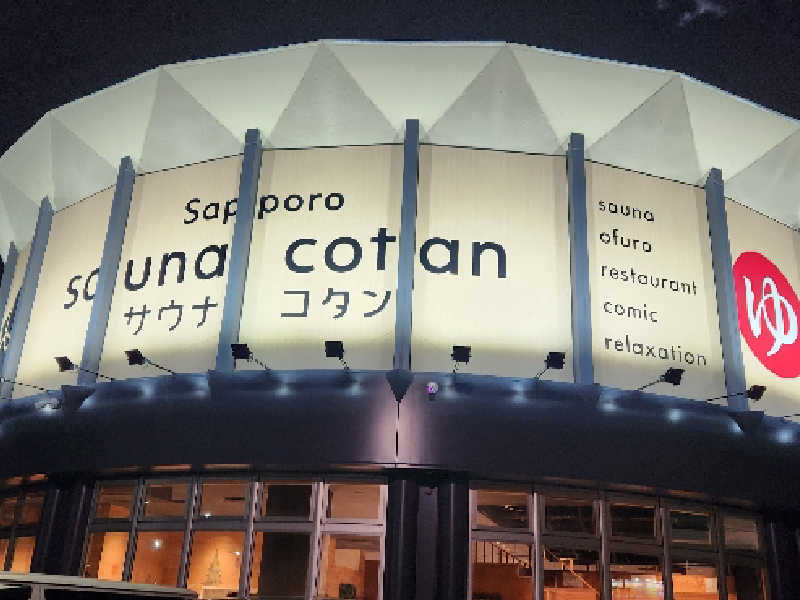 Sapporo
sauna cotan
サウナ コタン
sauna
ofuro
restaurant
comic
relaxation
ゆ